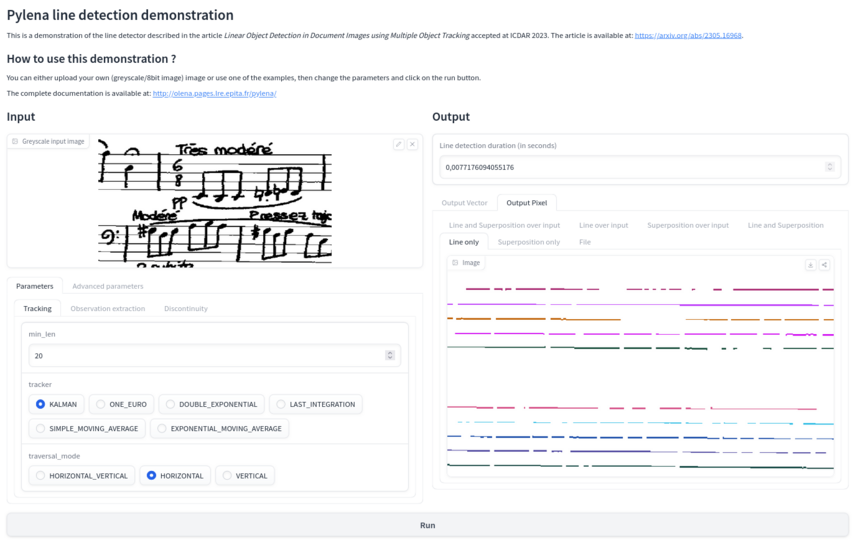 Pylena line detection demonstration
This is a demonstration of the line detector described in the article Linear Object Detection in Document Images using Multiple Object Tracking accepted at ICDAR 2023. The article is available at: https://arxiv.org/abs/2305.16968.
How to use this demonstration ?
You can either upload your own (greyscale/8bit image) image or use one of the examples, then change the parameters and click on the run button.
The complete documentation is available at: http://olena.pages.lre.epita.fr/pylena/
Input
Greyscale input image
Très modéré
6
8
pp
Modéré Pressez
Parameters Advanced parameters
Tracking Observation extraction Discontinuity
min_len
20
tracker
KALMAN ONE_EURO DOUBLE_EXPONENTIAL LAST_INTEGRATION
SIMPLE_MOVING_AVERAGE EXPONENTIAL_MOVING_AVERAGE
traversal_mode
HORIZONTAL_VERTICAL HORIZONTAL VERTICAL
Output
Line detection duration (in seconds)
0,0077176094055176
Output Vector Output Pixel
Line and Superposition over input Line over input Superposition over input Line and Superposition
Line only Superposition only File
Image
Run